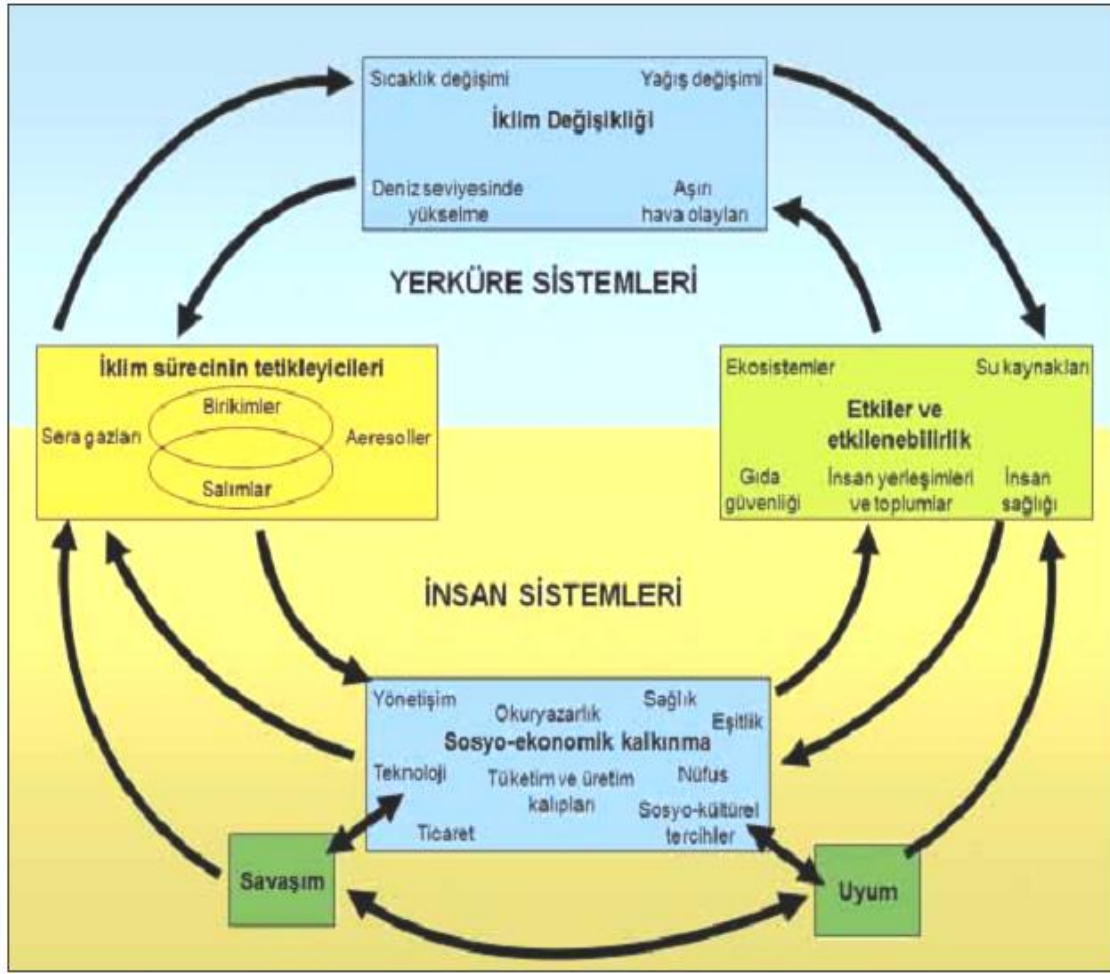 Sıcaklık değişimi
Yağış değişimi
İklim Değişikliği
Deniz seviyesinde
yükselme
Aşırı
hava olayları
YERKÜRE SİSTEMLERİ
İklim sürecinin tetikleyicileri
Birikimler
Sera gazları
Aeresoller
Salımlar
Ekosistemler
Su kaynakları
Etkiler ve
etkilenebilirlik
Gıda
güvenliği
İnsan yerleşimleri
ve toplumlar
İnsan
sağlığı
İNSAN SİSTEMLERİ
Yönetişim
Okuryazarlık
Sağlık
Eşitlik
Sosyo-ekonomik kalkınma
Teknoloji
Tüketim ve üretim
kalıpları
Nüfus
Ticaret
Sosyo-kültürel
tercihler
Savaşım
Uyum